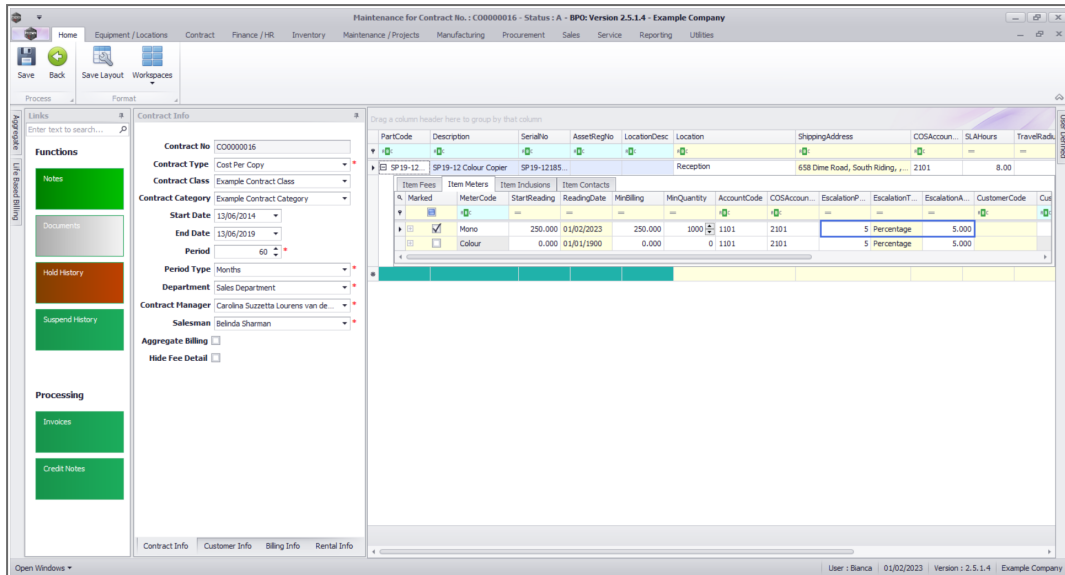 Maintenance for Contract No. : CO0000016 - Status : A - BPO: Version 2.5.1.4 - Example Company
Home Equipment / Locations Contract Finance / HR Inventory Maintenance / Projects Manufacturing Procurement Sales Service Reporting Utilities
Save Back Save Layout Workspaces
Process Format
Aggregate
Life Based Billing
Links
Enter text to search...
Functions
Notes
Documents
Hold History
Suspend History
Processing
Invoices
Credit Notes
Contract Info
Contract No CO0000016
Contract Type Cost Per Copy *
Contract Class Example Contract Class
Contract Category Example Contract Category
Start Date 13/06/2014
End Date 13/06/2019
Period 60 *
Period Type Months *
Department Sales Department *
Contract Manager Carolina Suzzetta Lourens van de... *
Salesman Belinda Sharman *
Aggregate Billing
Hide Fee Detail
Contract Info Customer Info Billing Info Rental Info
Drag a column header here to group by that column
PartCode Description SerialNo AssetRegNo LocationDesc Location ShippingAddress COSAccoun... SLAHours TravelRadiu
SP19-12... SP19-12 Colour Copier SP19-12185... Reception 658 Dime Road, South Riding, ,... 2101 8.00
Item Fees Item Meters Item Inclusions Item Contacts
Marked MeterCode StartReading ReadingDate MinBilling MinQuantity AccountCode COSAccoun... EscalationP... EscalationT... EscalationA... CustomerCode Cus
Mono 250.000 01/02/2023 250.000 1000 1101 2101 5 Percentage 5.000
Colour 0.000 01/01/1900 0.000 0 1101 2101 5 Percentage 5.000
User Defined
Open Windows
User : Bianca 01/02/2023 Version : 2.5.1.4 Example Company